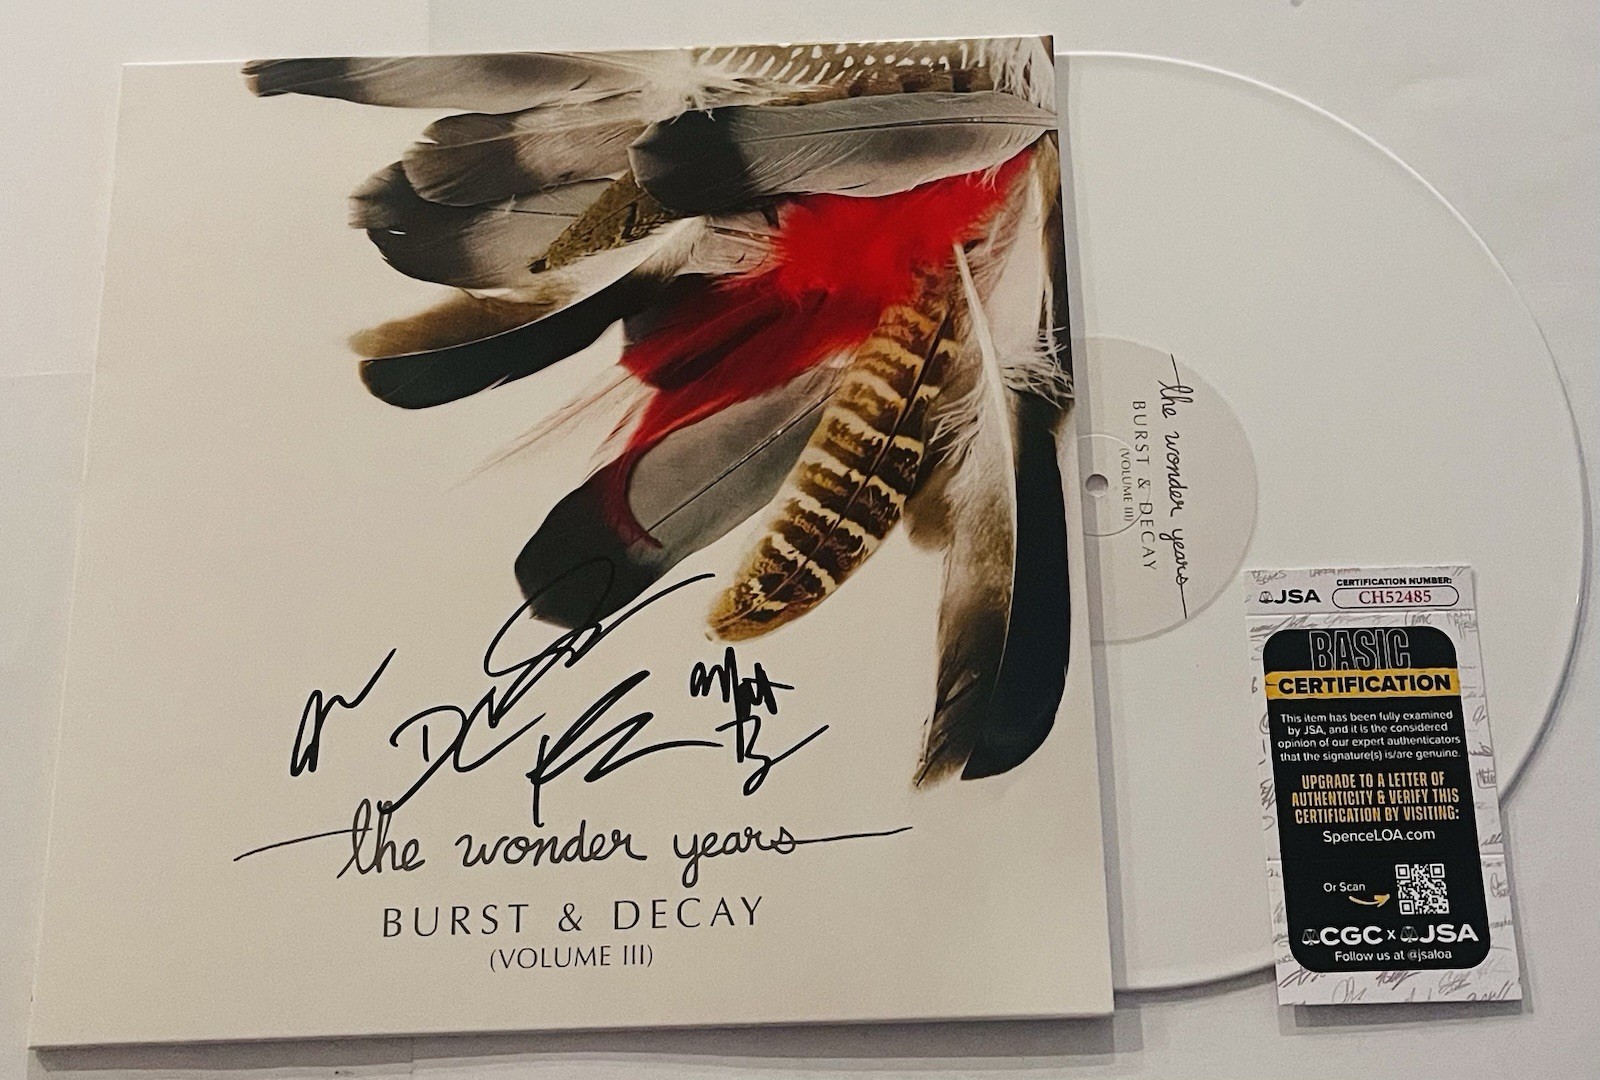 the wonder years
BURST & DECAY
(VOLUME III)
the wonder years
BURST & DECAY
(VOLUME III)
JSA
CERTIFICATION NUMBER:
CH52485
BASIC
CERTIFICATION
This item has been fully examined
by JSA, and it is the considered
opinion of our expert authenticators
that the signature(s) is/are genuine.
UPGRADE TO A LETTER OF
AUTHENTICITY & VERIFY THIS
CERTIFICATION BY VISITING:
SpenceLOA.com
Or Scan
CGC x JSA
Follow us at @jsaloa